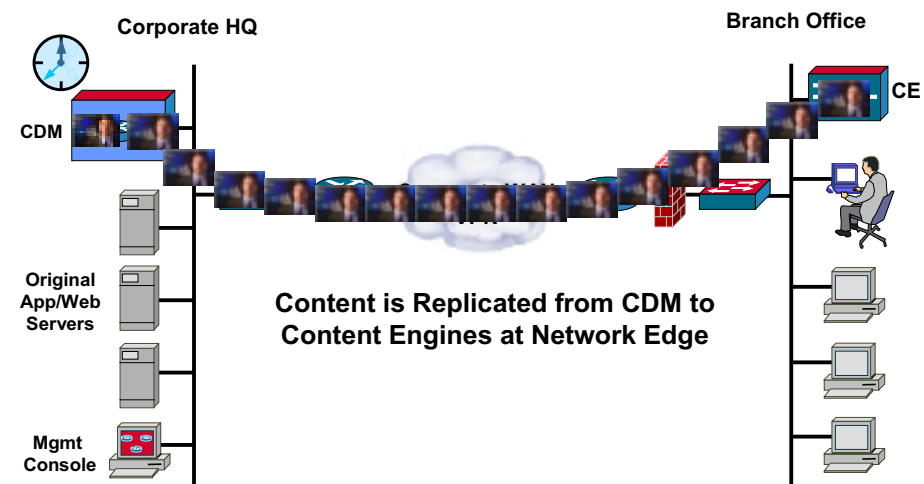 Corporate HQ
Branch Office
CDM
CE
Original
App/Web
Servers
Content is Replicated from CDM to
Content Engines at Network Edge
Mgmt
Console